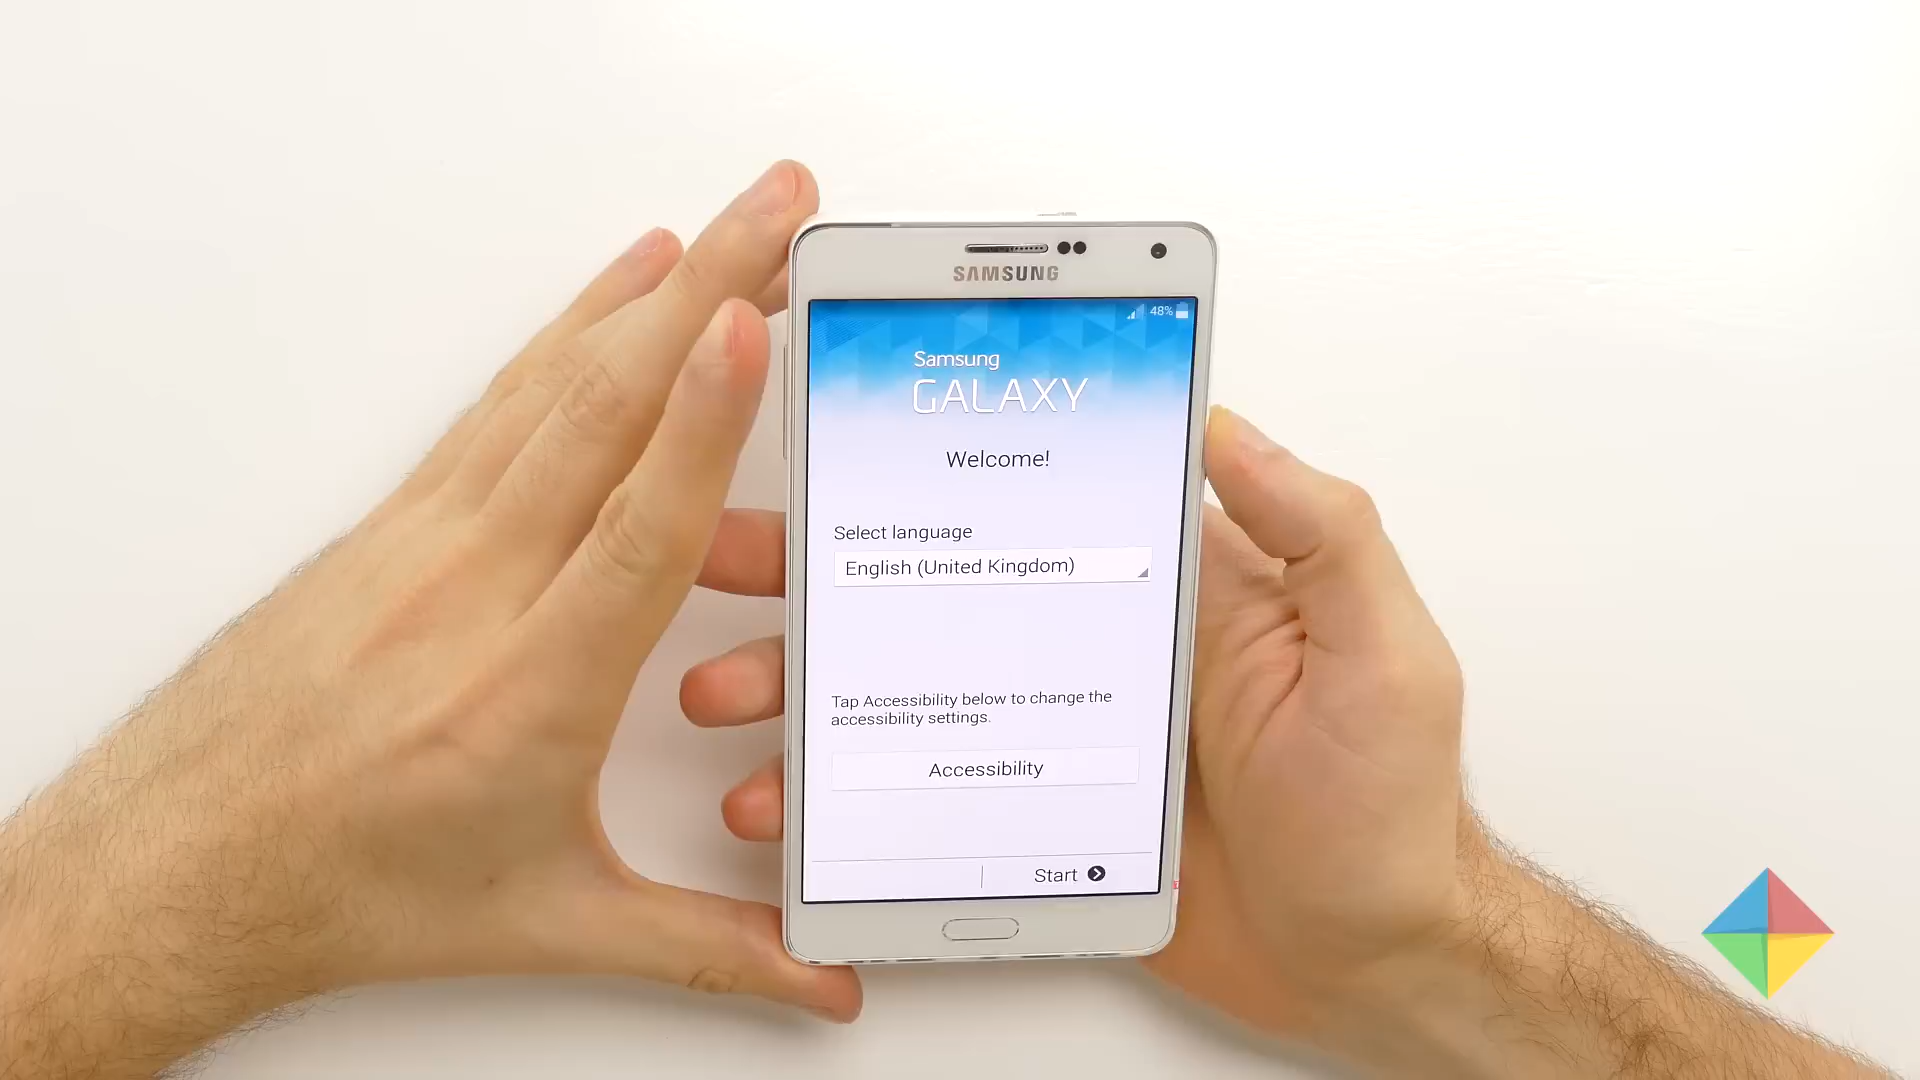 SAMSUNG
48%
Samsung
GALAXY
Welcome!
Select language
English (United Kingdom)
Tap Accessibility below to change the
accessibility settings.
Accessibility
Start